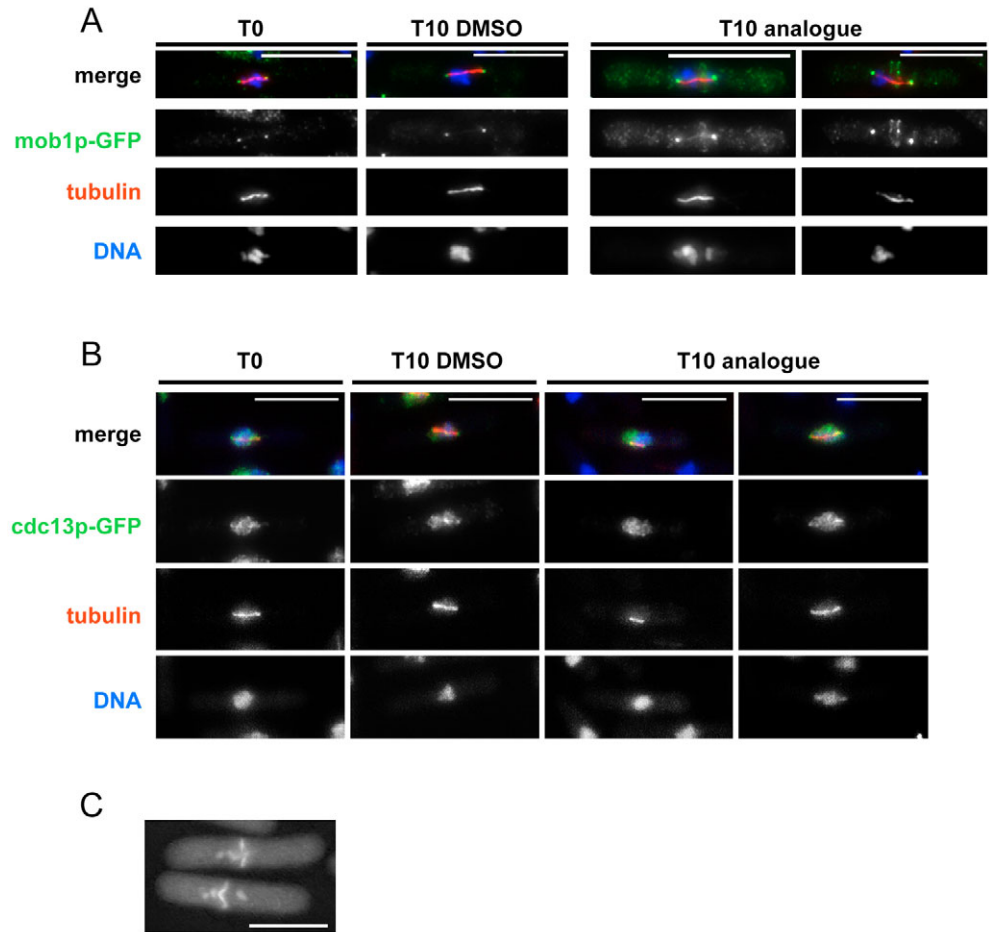 A
T0 T10 DMSO T10 analogue
merge
mob1p-GFP
tubulin
DNA
B
T0 T10 DMSO T10 analogue
merge
cdc13p-GFP
tubulin
DNA
C